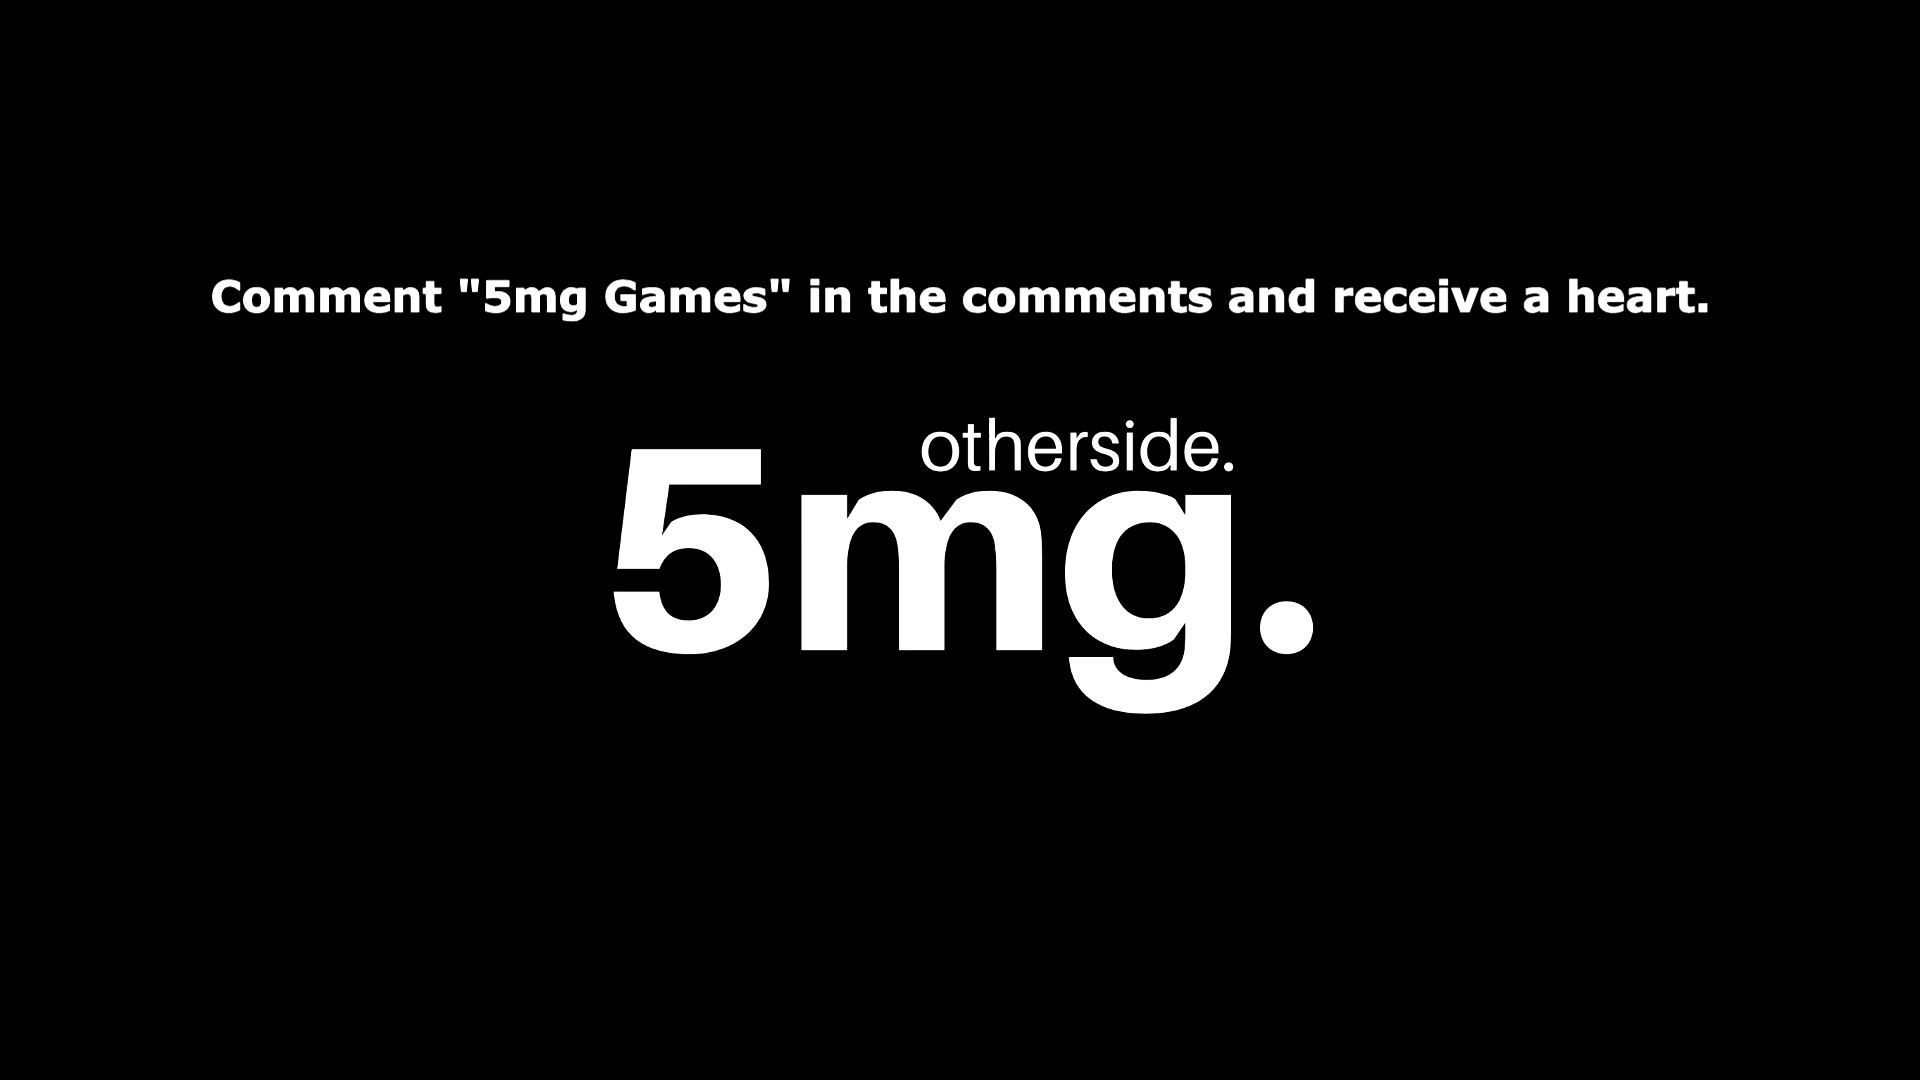 Comment "5mg Games" in the comments and receive a heart.
otherside.
5mg.